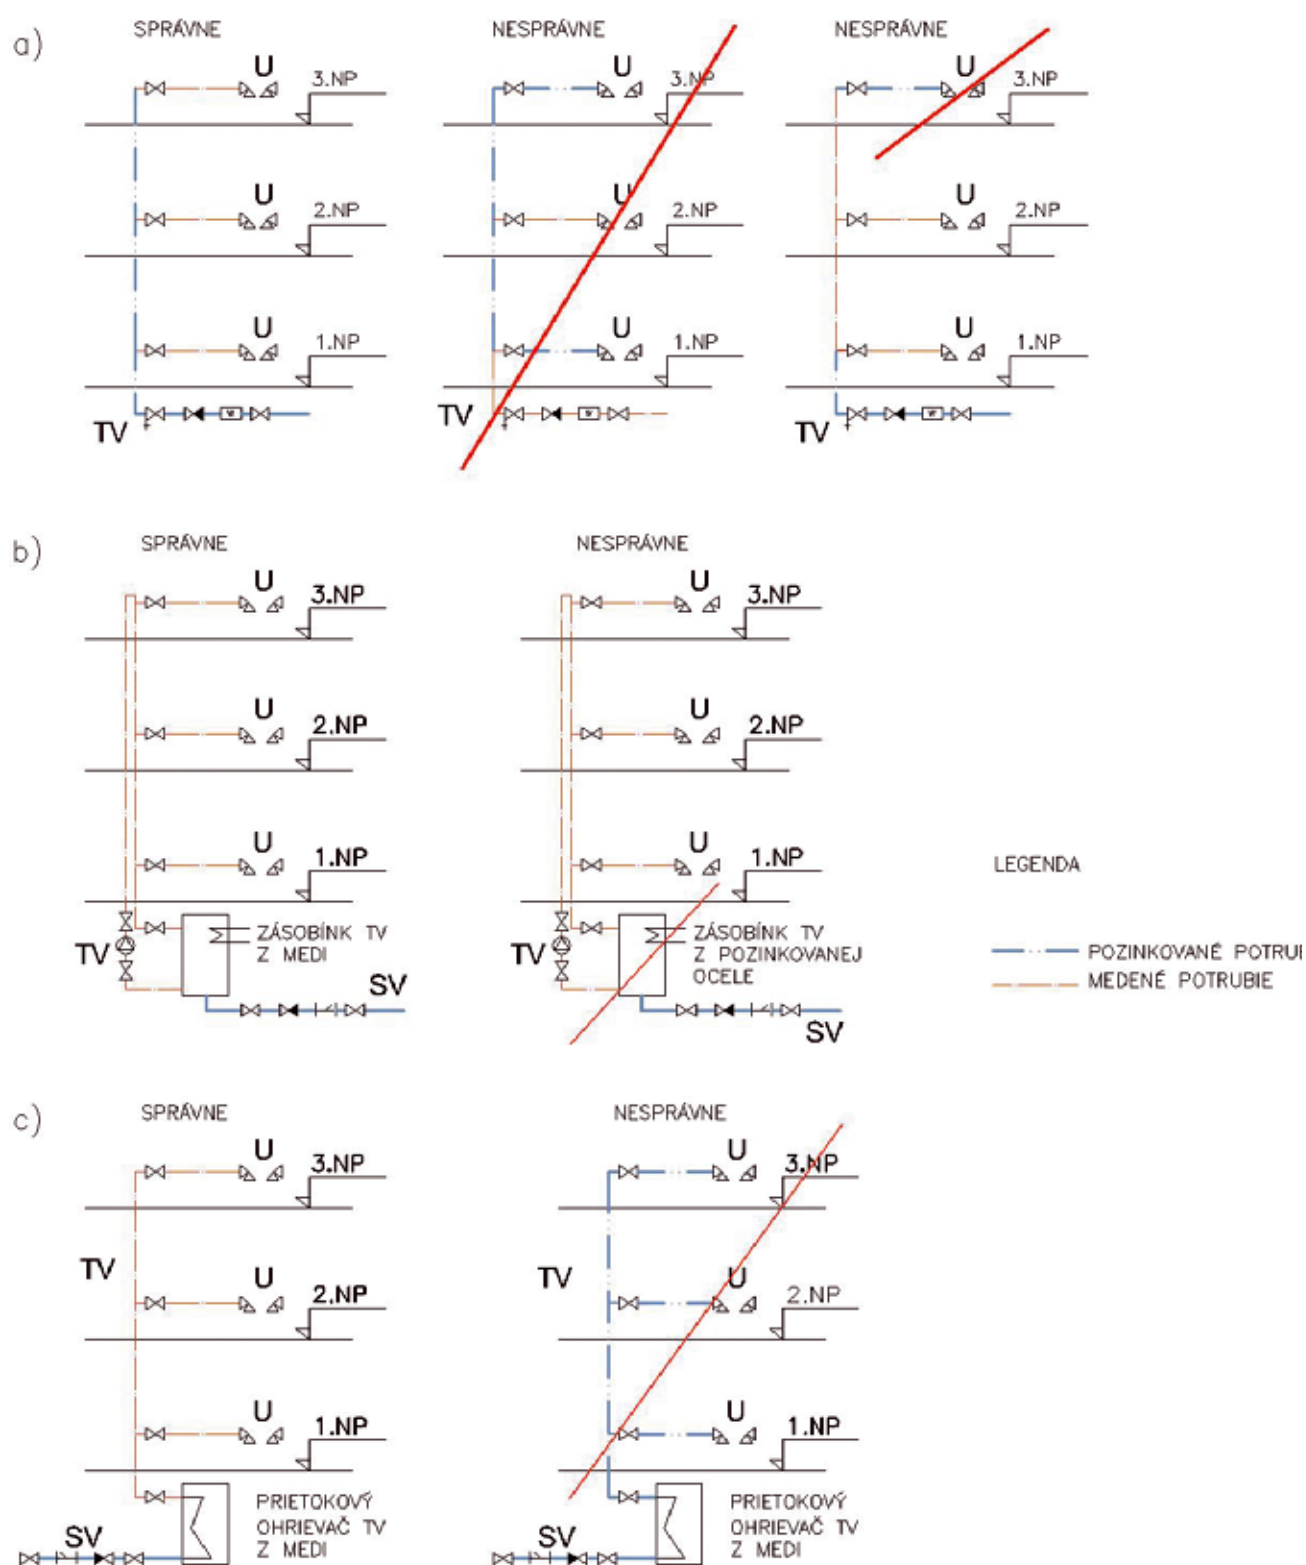 a)
SPRÁVNE
U
3.NP
U
2.NP
U
1.NP
TV
NESPRÁVNE
U
3.NP
U
2.NP
U
1.NP
TV
NESPRÁVNE
U
3.NP
U
2.NP
U
1.NP
TV
b)
SPRÁVNE
U
3.NP
U
2.NP
U
1.NP
TV
ZÁSOBÍNK TV
Z MEDI
SV
NESPRÁVNE
U
3.NP
U
2.NP
U
1.NP
TV
ZÁSOBÍNK TV
Z POZINKOVANEJ
OCELE
SV
LEGENDA
POZINKOVANÉ POTRUB
MEDENÉ POTRUBIE
c)
SPRÁVNE
U
3.NP
TV
U
2.NP
U
1.NP
PRIETOKOVÝ
OHRIEVAČ TV
Z MEDI
SV
NESPRÁVNE
U
3.NP
TV
U
2.NP
U
1.NP
PRIETOKOVÝ
OHRIEVAČ TV
Z MEDI
SV